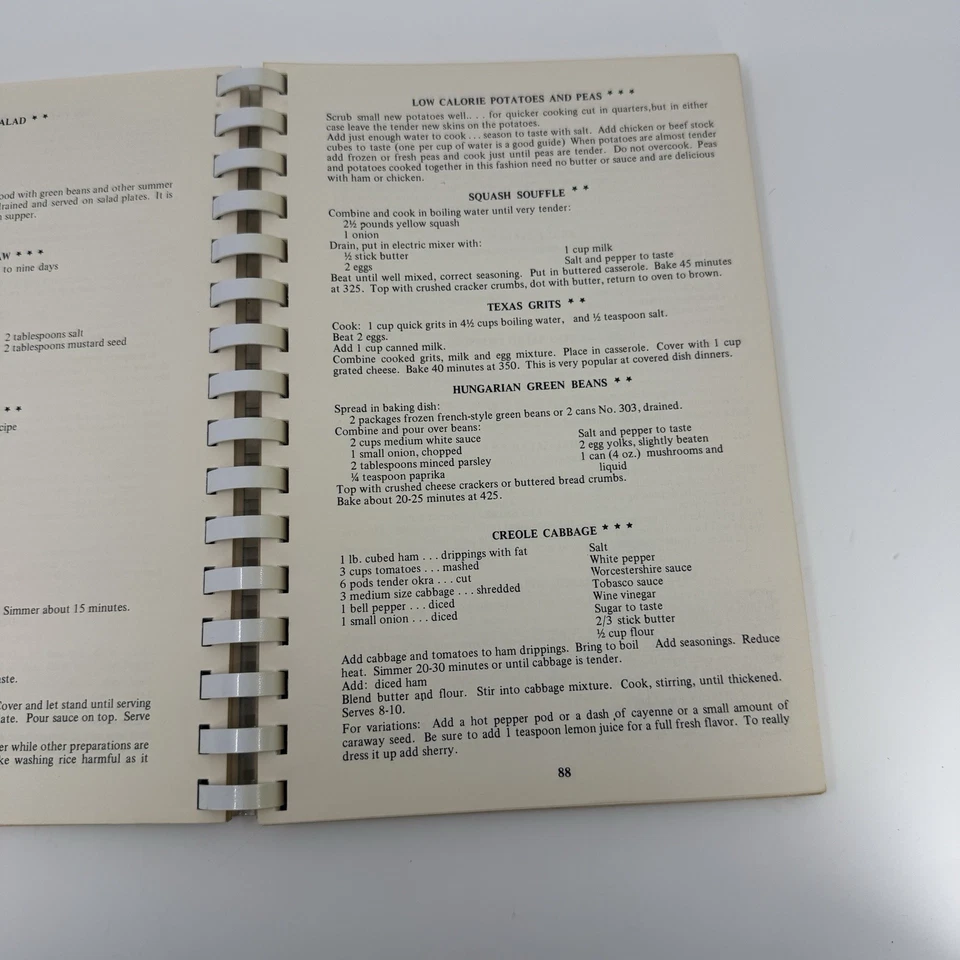 ALAD * *
ood with green beans and other summer
rained and served on salad plates. It is
supper.
W * * *
to nine days
2 tablespoons salt
2 tablespoons mustard seed
* *
cipe
Simmer about 15 minutes.
ste.
Cover and let stand until serving
ate. Pour sauce on top. Serve
er while other preparations are
ke washing rice harmful as it
LOW CALORIE POTATOES AND PEAS * * *
Scrub small new potatoes well. . . . for quicker cooking cut in quarters,but in either
case leave the tender new skins on the potatoes.
Add just enough water to cook . . . season to taste with salt. Add chicken or beef stock
cubes to taste (one per cup of water is a good guide) When potatoes are almost tender
add frozen or fresh peas and cook just until peas are tender. Do not overcook. Peas
and potatoes cooked together in this fashion need no butter or sauce and are delicious
with ham or chicken.
SQUASH SOUFFLE * *
Combine and cook in boiling water until very tender:
2½ pounds yellow squash
1 onion
Drain, put in electric mixer with:
½ stick butter
2 eggs
1 cup milk
Salt and pepper to taste
Beat until well mixed, correct seasoning. Put in buttered casserole. Bake 45 minutes
at 325. Top with crushed cracker crumbs, dot with butter, return to oven to brown.
TEXAS GRITS * *
Cook: 1 cup quick grits in 4½ cups boiling water, and ½ teaspoon salt.
Beat 2 eggs.
Add 1 cup canned milk.
Combine cooked grits, milk and egg mixture. Place in casserole. Cover with 1 cup
grated cheese. Bake 40 minutes at 350. This is very popular at covered dish dinners.
HUNGARIAN GREEN BEANS * *
Spread in baking dish:
2 packages frozen french-style green beans or 2 cans No. 303, drained.
Combine and pour over beans:
2 cups medium white sauce
1 small onion, chopped
2 tablespoons minced parsley
¼ teaspoon paprika
Salt and pepper to taste
2 egg yolks, slightly beaten
1 can (4 oz.) mushrooms and
liquid
Top with crushed cheese crackers or buttered bread crumbs.
Bake about 20-25 minutes at 425.
CREOLE CABBAGE * * *
1 lb. cubed ham . . . drippings with fat
3 cups tomatoes . . . mashed
6 pods tender okra . . . cut
3 medium size cabbage . . . shredded
1 bell pepper . . . diced
1 small onion . . . diced
Salt
White pepper
Worcestershire sauce
Tobasco sauce
Wine vinegar
Sugar to taste
2/3 stick butter
½ cup flour
Add cabbage and tomatoes to ham drippings. Bring to boil Add seasonings. Reduce
heat. Simmer 20-30 minutes or until cabbage is tender.
Add: diced ham
Blend butter and flour. Stir into cabbage mixture. Cook, stirring, until thickened.
Serves 8-10.
For variations: Add a hot pepper pod or a dash of cayenne or a small amount of
caraway seed. Be sure to add 1 teaspoon lemon juice for a full fresh flavor. To really
dress it up add sherry.
88